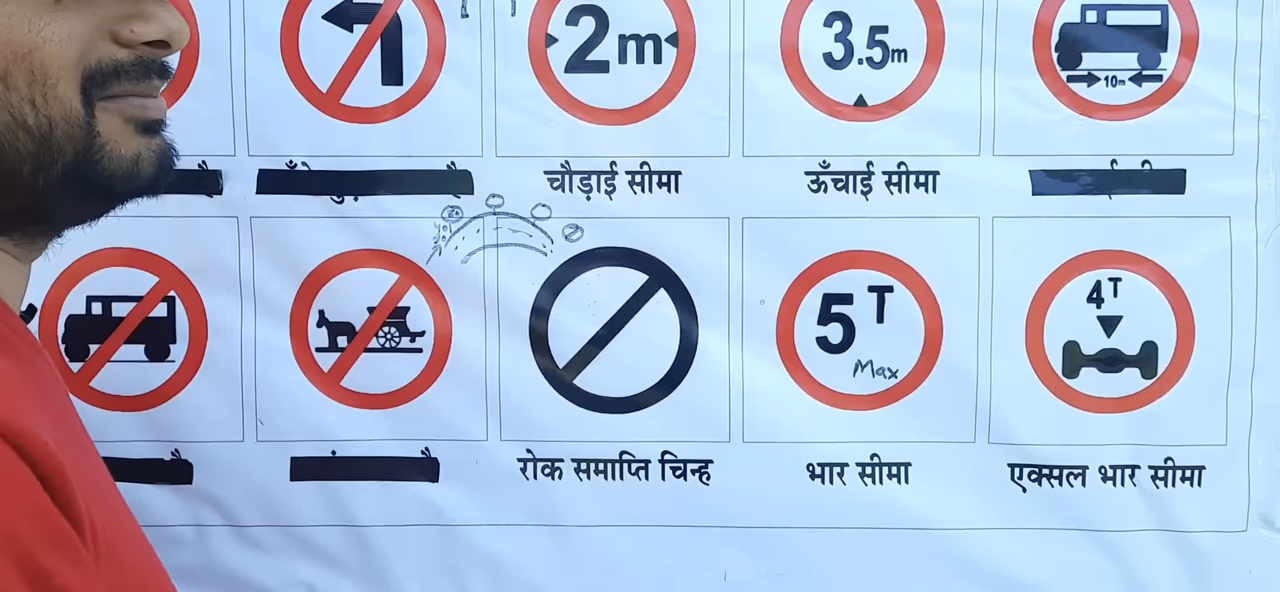 2m
3.5m
10m
चौड़ाई सीमा
ऊँचाई सीमा
5T
Max
4T
रोक समाप्ति चिन्ह
भार सीमा
एक्सल भार सीमा